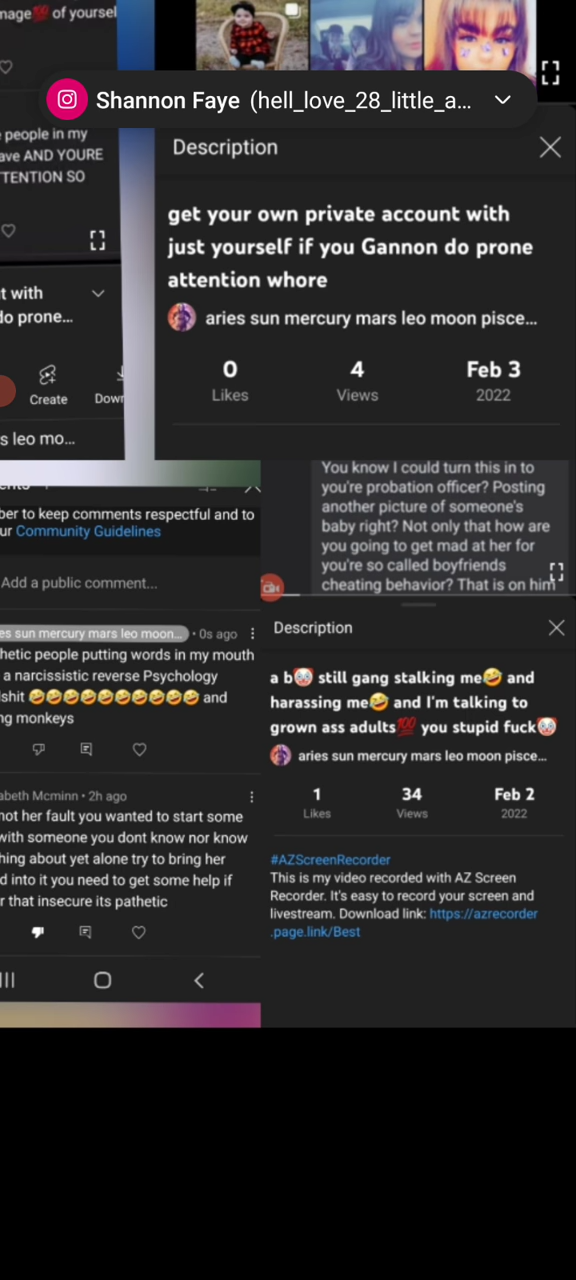 mage💯 of yoursel
Shannon Faye (hell_love_28_little_a...
people in my
ave AND YOURE
TENTION SO
t with
do prone...
Create
Down
s leo mo...
Description
get your own private account with
just yourself if you Gannon do prone
attention whore
aries sun mercury mars leo moon pisce...
0 4 Feb 3
Likes Views 2022
ber to keep comments respectful and to
ur Community Guidelines
Add a public comment...
es sun mercury mars leo moon... • 0s ago
hetic people putting words in my mouth
a narcissistic reverse Psychology
shit 🤣🤣🤣🤣🤣🤣🤣🤣🤣🤣 and
ng monkeys
abeth Mcminn • 2h ago
not her fault you wanted to start some
with someone you dont know nor know
hing about yet alone try to bring her
d into it you need to get some help if
r that insecure its pathetic
You know I could turn this in to
you're probation officer? Posting
another picture of someone's
baby right? Not only that how are
you going to get mad at her for
you're so called boyfriends
cheating behavior? That is on him
Description
a b🤡 still gang stalking me🤣 and
harassing me🤣 and I'm talking to
grown ass adults💯 you stupid fuck🤡
aries sun mercury mars leo moon pisce...
1 34 Feb 2
Likes Views 2022
#AZScreenRecorder
This is my video recorded with AZ Screen
Recorder. It's easy to record your screen and
livestream. Download link: https://azrecorder
.page.link/Best